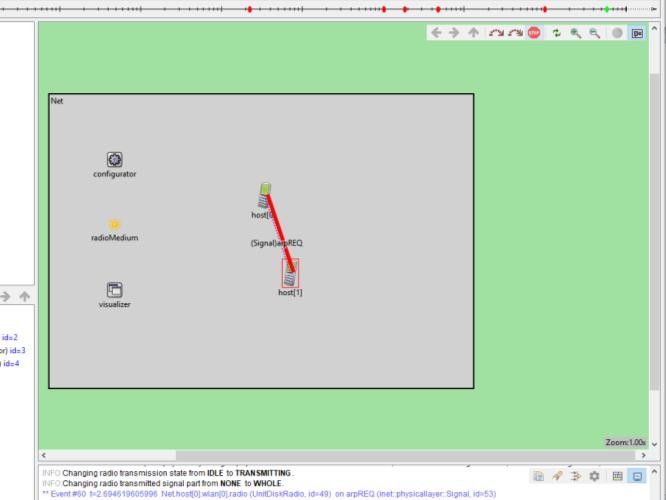 STOP
Net
configurator
host[0
radioMedium
(Signal)arpREQ
host[1]
visualizer
id=2
or) id=3
) id=4
Zoom:1.00x
INFO Changing radio transmission state from IDLE to TRANSMITTING.
INFO Changing radio transmitted signal part from NONE to WHOLE.
** Event #60 t=2.694619605996 Net.host[0].wlan[0].radio (UnitDiskRadio, id=49) on arpREQ (inet::physicallayer::Signal, id=53)